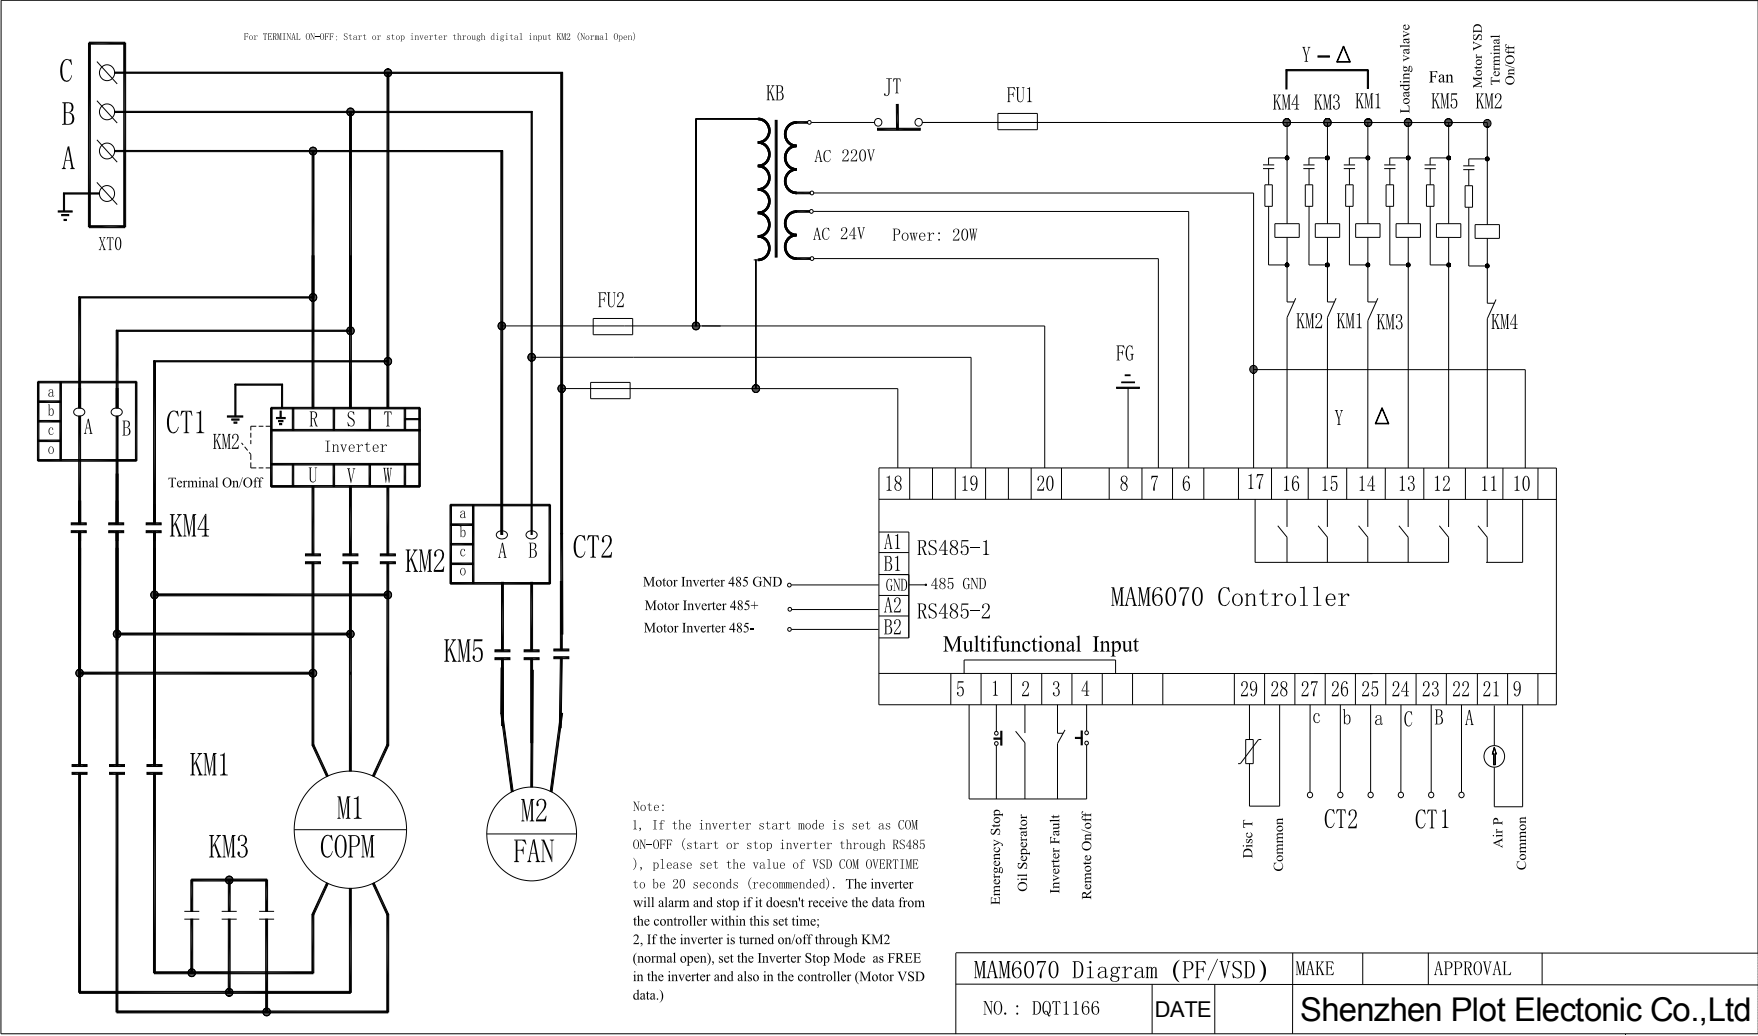 For TERMINAL ON-OFF: Start or stop inverter through digital input KM2 (Normal Open)
C
B
A
XT0
KB
JT
FU1
AC 220V
AC 24V
Power: 20W
Y - Δ
KM4
KM3
KM1
Loading valave
Fan
KM5
Motor VSD
Terminal
On/Off
KM2
KM2
KM1
KM3
KM4
FU2
FG
Y
Δ
a
b
c
o
A
B
CT1
KM2
Terminal On/Off
R
S
T
Inverter
U
V
W
KM4
KM2
a
b
c
o
A
B
CT2
KM5
KM1
KM3
M1
COPM
M2
FAN
18
19
20
8
7
6
17
16
15
14
13
12
11
10
A1
B1
GND
A2
B2
RS485-1
485 GND
RS485-2
Motor Inverter 485 GND
Motor Inverter 485+
Motor Inverter 485-
MAM6070 Controller
Multifunctional Input
5
1
2
3
4
29
28
27
26
25
24
23
22
21
9
c
b
a
C
B
A
Emergency Stop
Oil Seperator
Inverter Fault
Remote On/off
Disc T
Common
CT2
CT1
Air P
Common
Note:
1, If the inverter start mode is set as COM
ON-OFF (start or stop inverter through RS485
), please set the value of VSD COM OVERTIME
to be 20 seconds (recommended). The inverter
will alarm and stop if it doesn't receive the data from
the controller within this set time;
2, If the inverter is turned on/off through KM2
(normal open), set the Inverter Stop Mode as FREE
in the inverter and also in the controller (Motor VSD
data.)
MAM6070 Diagram (PF/VSD)
MAKE
APPROVAL
NO.: DQT1166
DATE
Shenzhen Plot Electonic Co.,Ltd